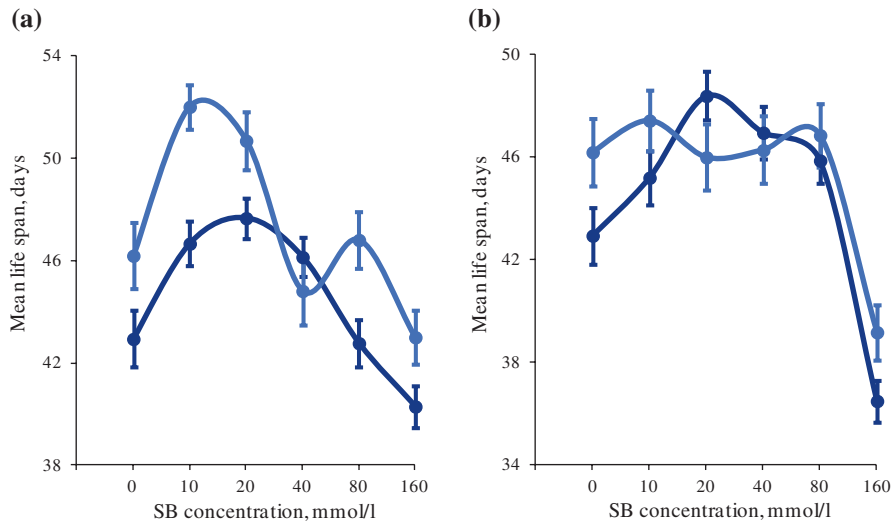 (a)
54
50
46
42
38
Mean life span, days
0 10 20 40 80 160
SB concentration, mmol/l
(b)
50
46
42
38
34
Mean life span, days
0 10 20 40 80 160
SB concentration, mmol/l